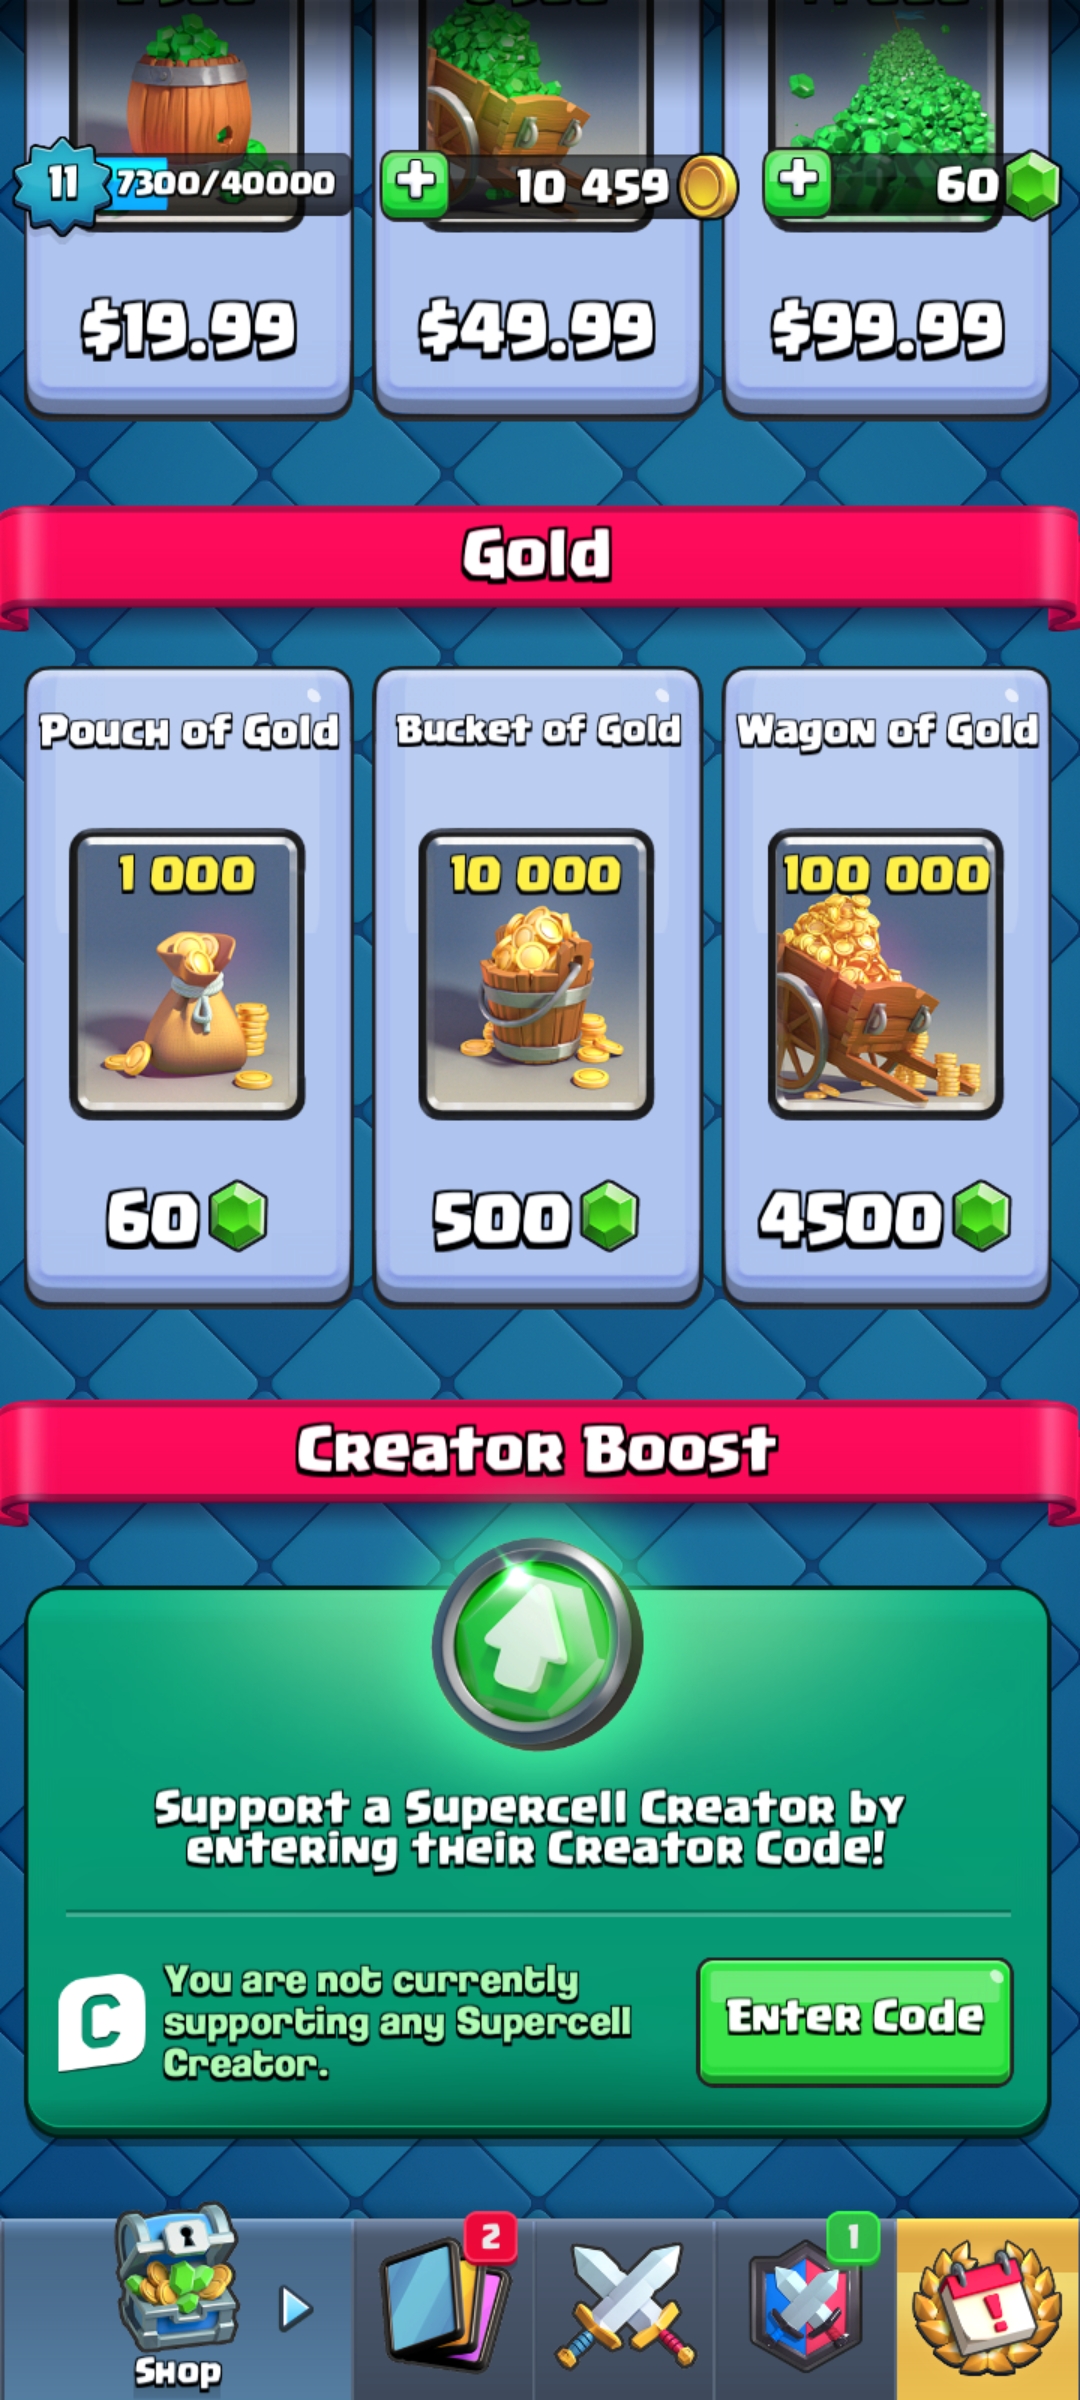 11
7300/40000
10 459
60
$19.99
$49.99
$99.99
Gold
Pouch of Gold
Bucket of Gold
Wagon of Gold
1 000
10 000
100 000
60
500
4500
Creator Boost
Support a Supercell Creator by
entering their Creator Code!
You are not currently
supporting any Supercell
Creator.
C
Enter Code
2
1
!
Shop